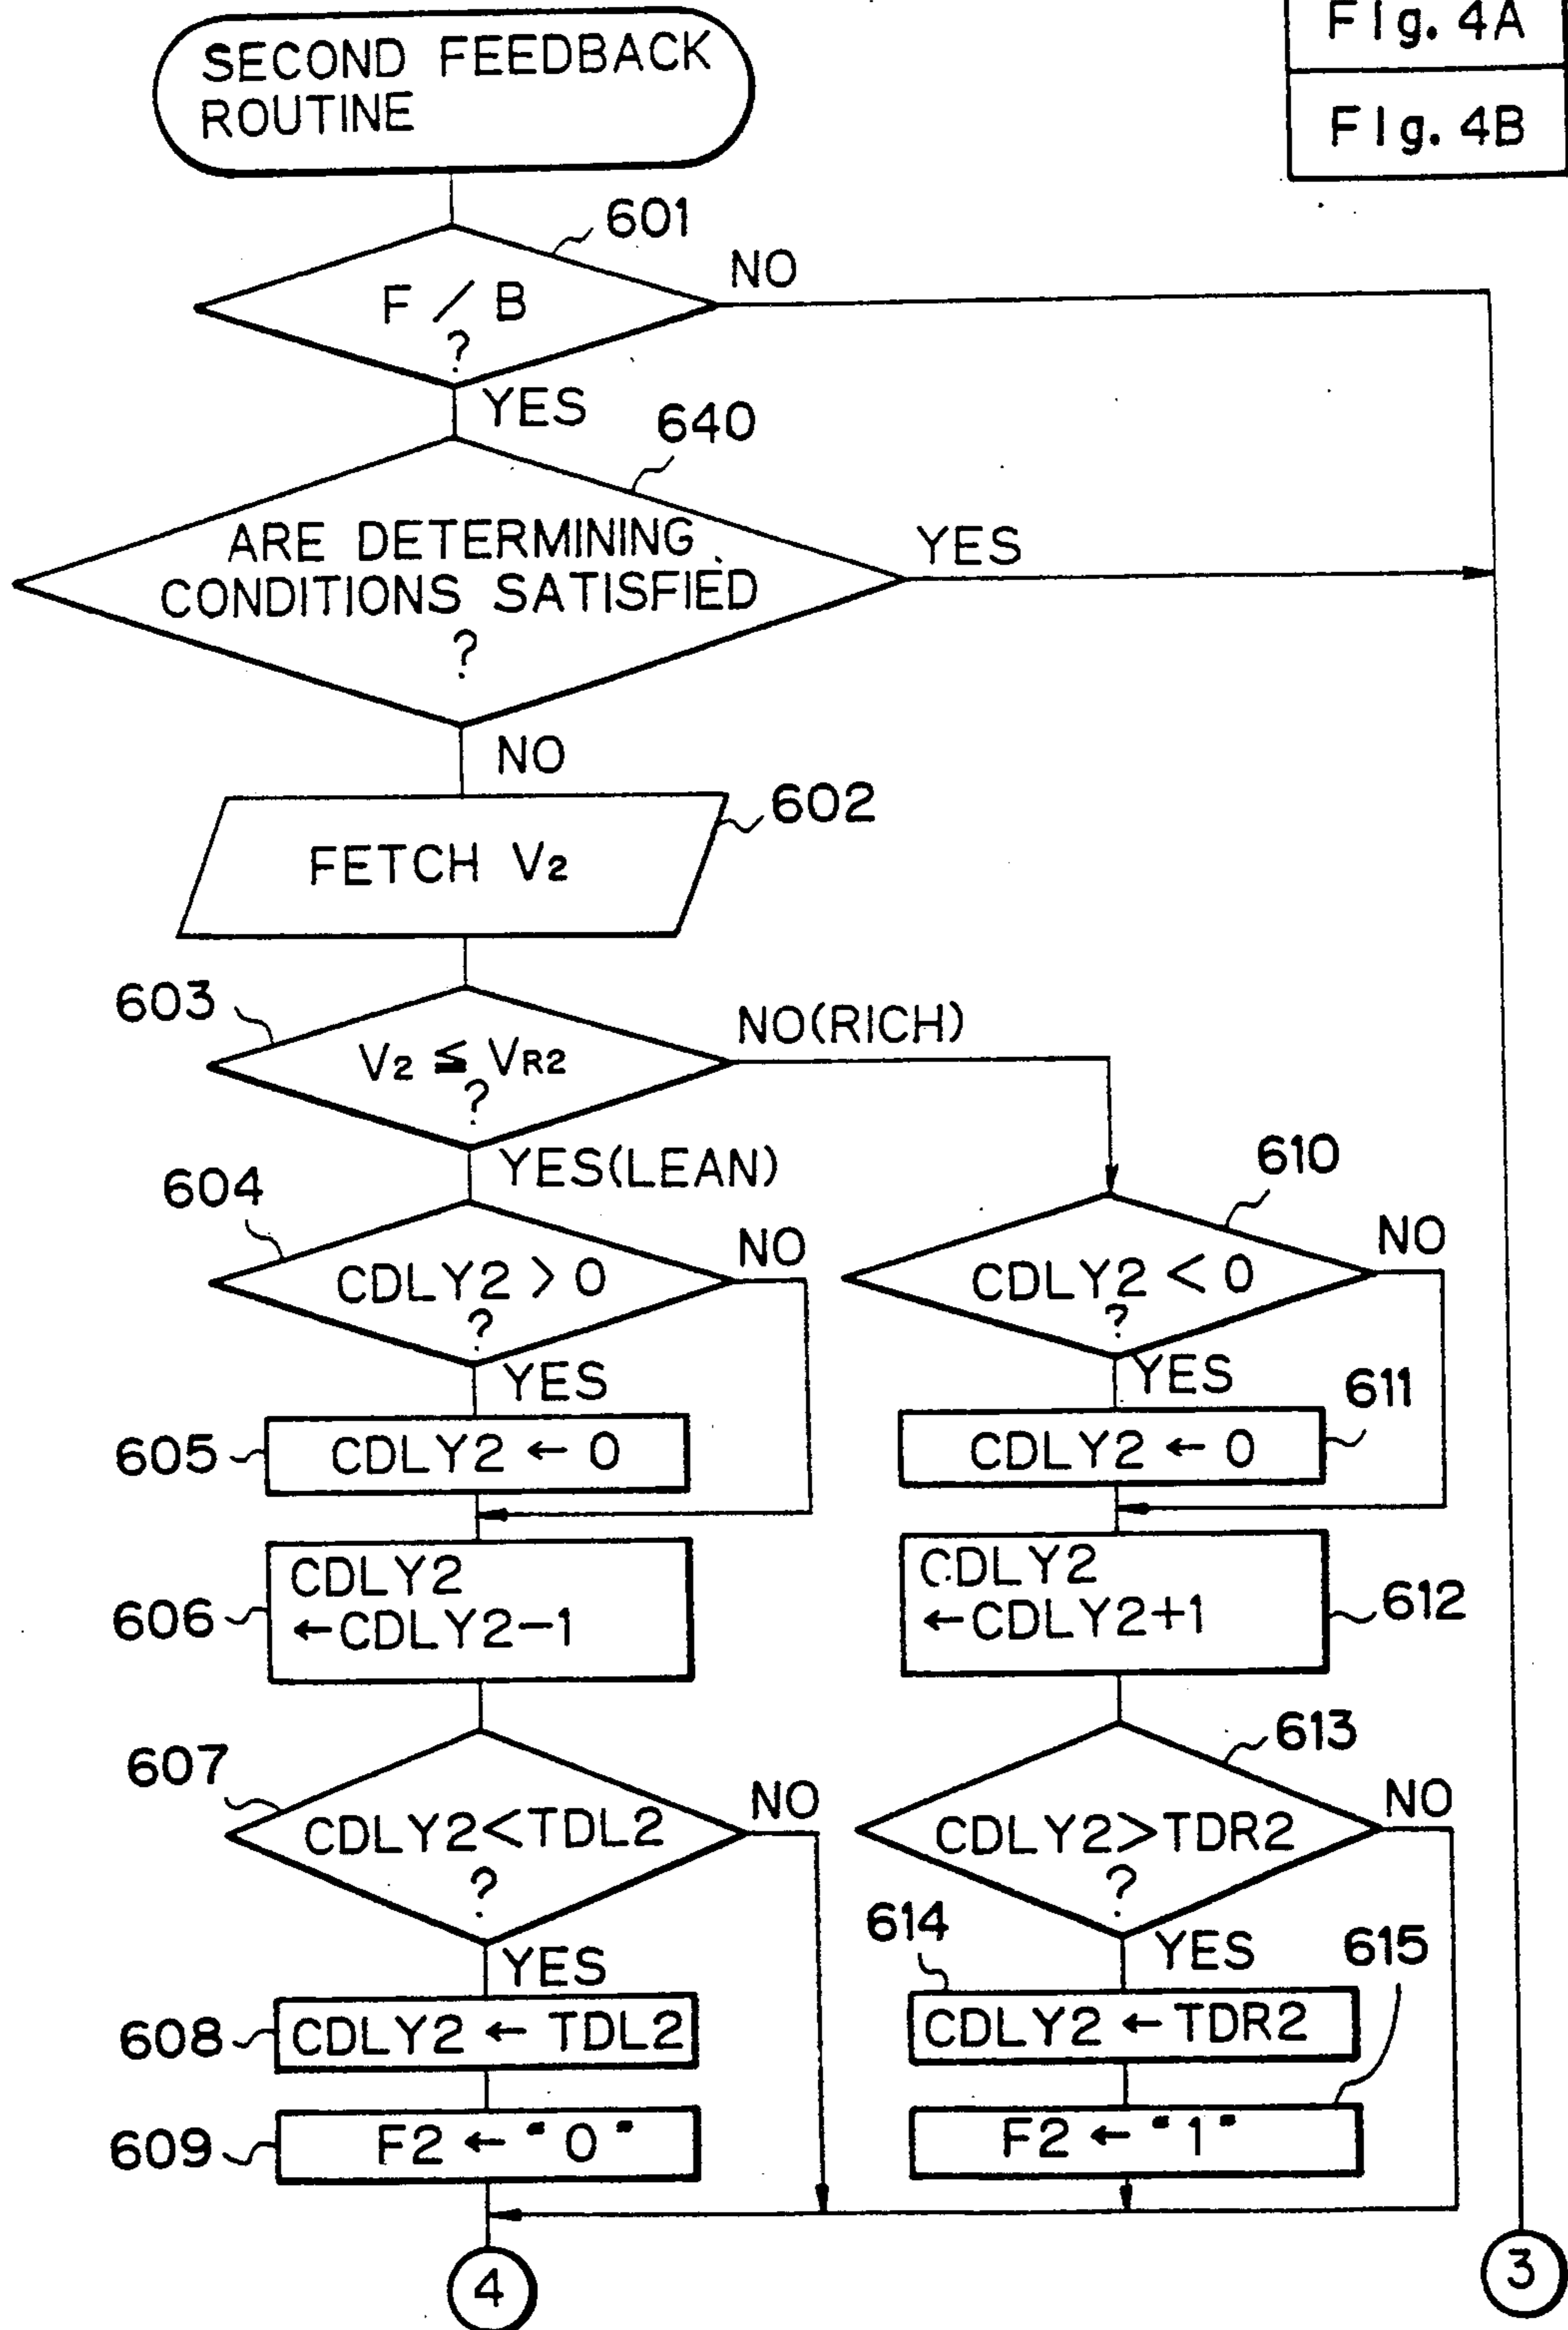 Fig. 4A
Fig. 4B
SECOND FEEDBACK
ROUTINE
601
F / B
?
NO
YES
640
ARE DETERMINING
CONDITIONS SATISFIED
?
YES
NO
602
FETCH V2
603
V2 ≦ VR2
?
NO(RICH)
YES(LEAN)
604
CDLY2 > 0
?
NO
YES
610
CDLY2 < 0
?
NO
YES
605
CDLY2 ← 0
611
CDLY2 ← 0
606
CDLY2
←CDLY2−1
612
CDLY2
←CDLY2+1
607
CDLY2<TDL2
?
NO
YES
613
CDLY2>TDR2
?
NO
YES
608
CDLY2 ← TDL2
614
CDLY2 ← TDR2
609
F2 ← "0"
615
F2 ← "1"
4
3